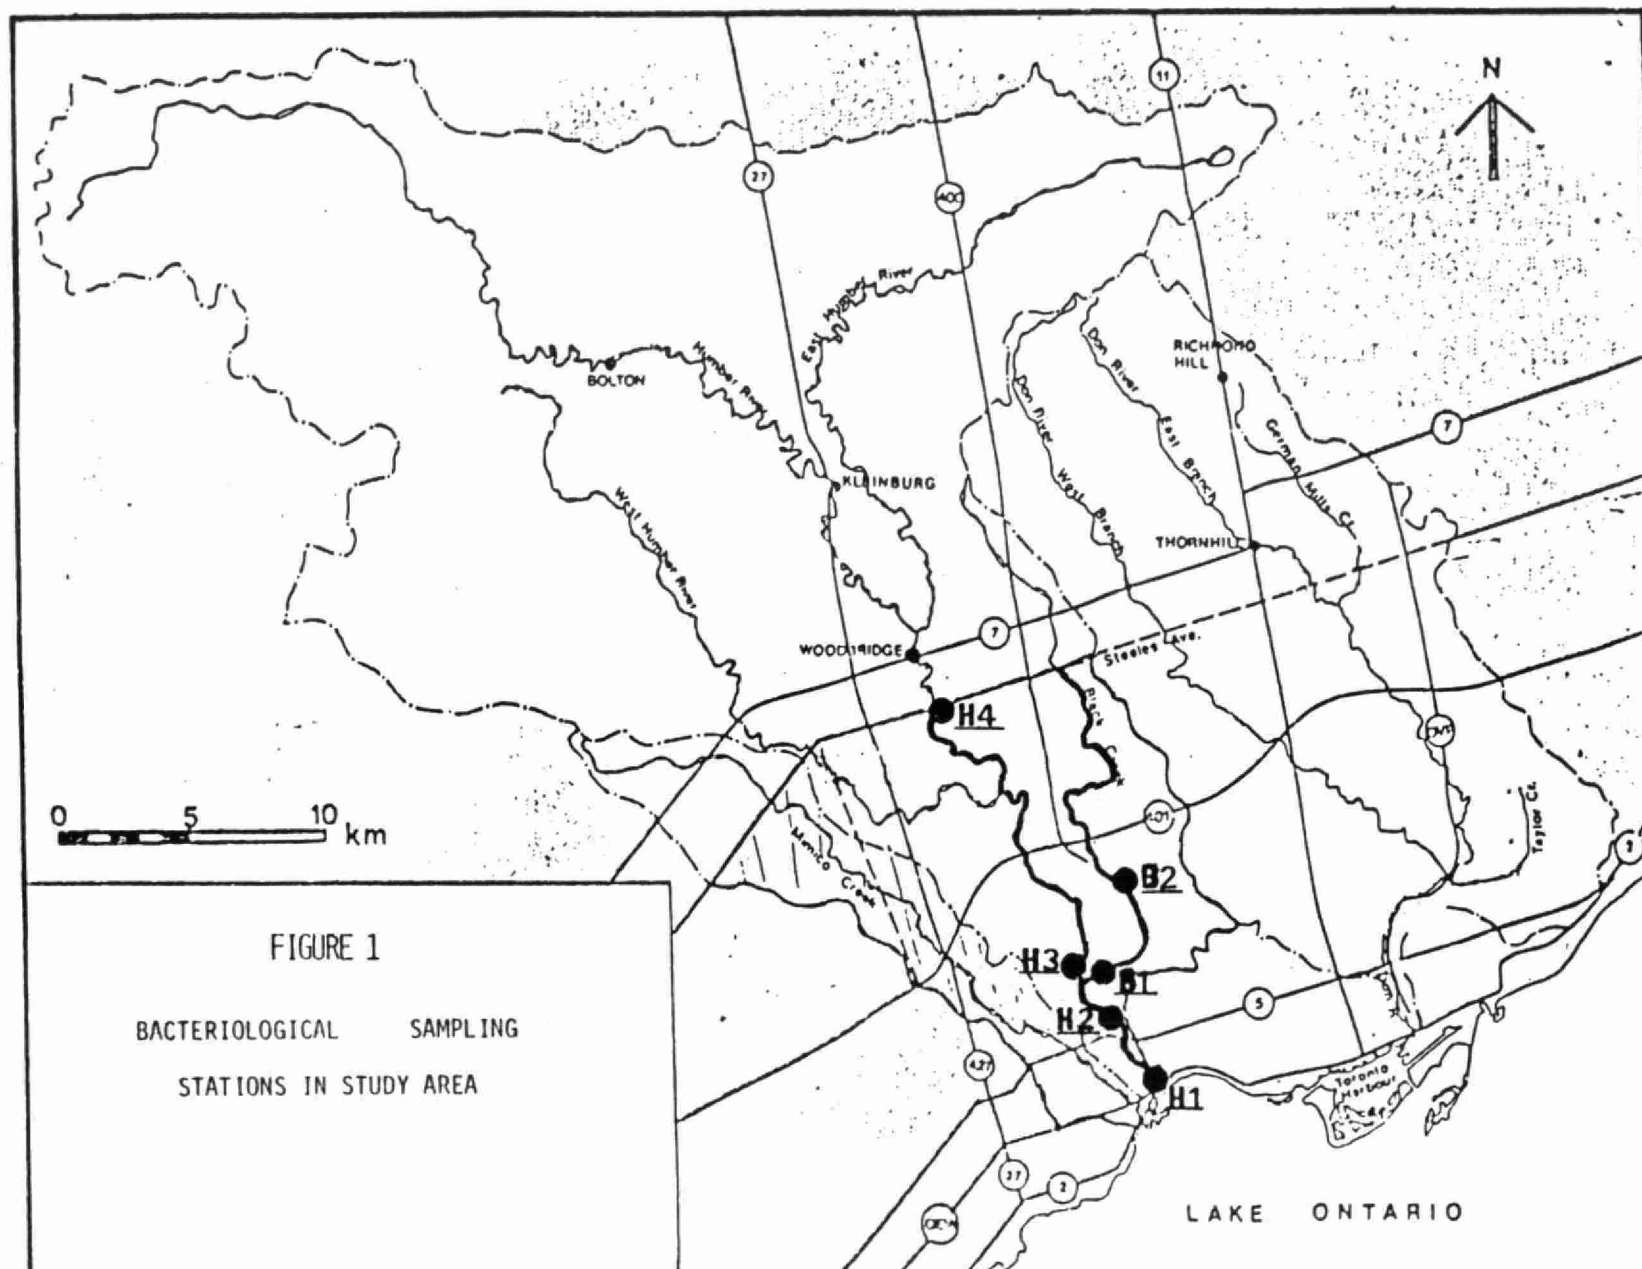 11
N
27
400
East Humber River
RICHMOND
HILL
BOLTON
Humber River
Don River
East Branch
Don River
West Branch
German Mills Cr.
7
KLEINBURG
West Humber River
THORNHILL
7
WOODBRIDGE
Steeles Ave.
H4
Black Creek
0 5 10 km
401
Taylor Cr.
2
Mimico Creek
B2
FIGURE 1
BACTERIOLOGICAL SAMPLING
STATIONS IN STUDY AREA
H3
B1
5
Don R.
H2
427
Toronto
Harbour
H1
27
2
QEW
LAKE ONTARIO